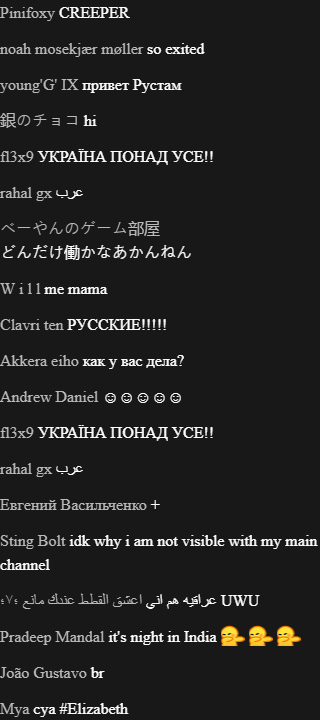 Pinifoxy CREEPER
noah mosekjær møller so exited
young'G' IX привет Рустам
銀のチョコ hi
fl3x9 УКРАЇНА ПОНАД УСЕ!!
rahal gx عرب
べーやんのゲーム部屋
どんだけ働かなあかんねん
W i l l me mama
Clavri ten РУССКИЕ!!!!!
Akkera eiho как у вас дела?
Andrew Daniel ☺☺☺☺☺
fl3x9 УКРАЇНА ПОНАД УСЕ!!
rahal gx عرب
Евгений Васильченко +
Sting Bolt idk why i am not visible with my main
channel
عراقيه هم اني اعشق القطط عندك مانع ؛٧؛ UWU
Pradeep Mandal it's night in India
João Gustavo br
Mya cya #Elizabeth